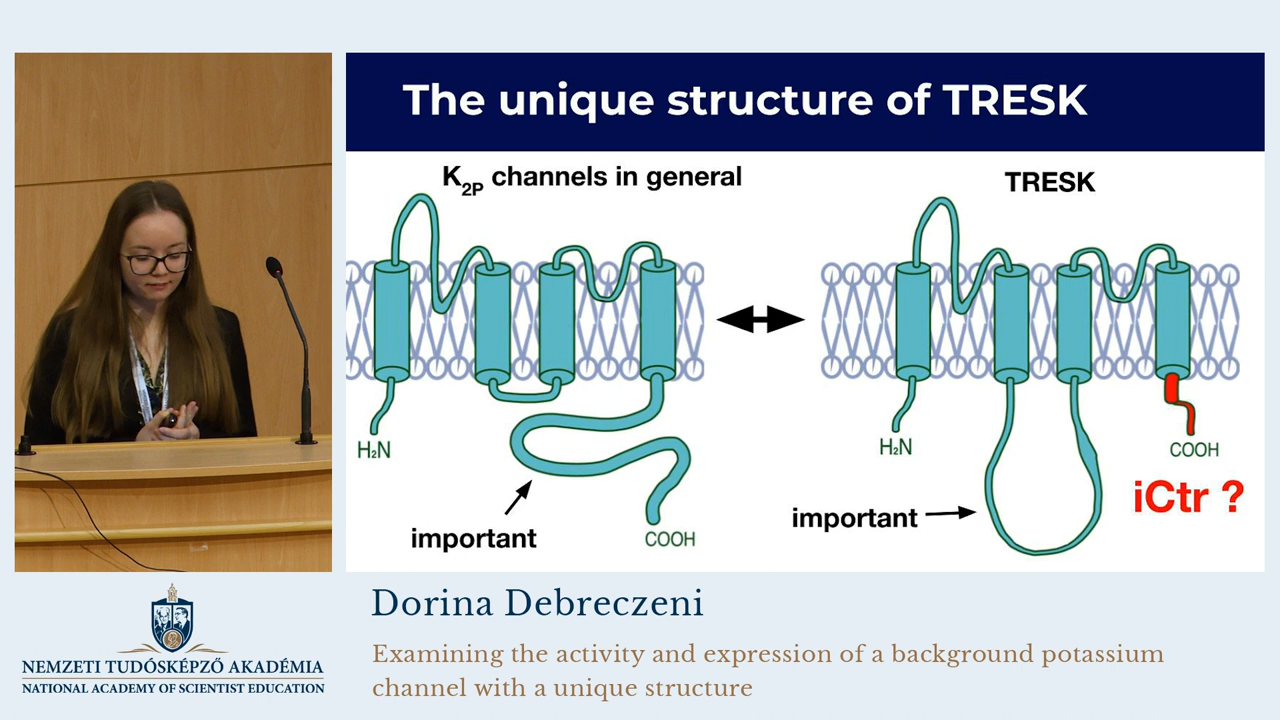 The unique structure of TRESK
K2P channels in general
TRESK
H₂N
important
COOH
H₂N
important
COOH
iCtr ?
Dorina Debreczeni
Examining the activity and expression of a background potassium
channel with a unique structure
NEMZETI TUDÓSKÉPZŐ AKADÉMIA
NATIONAL ACADEMY OF SCIENTIST EDUCATION